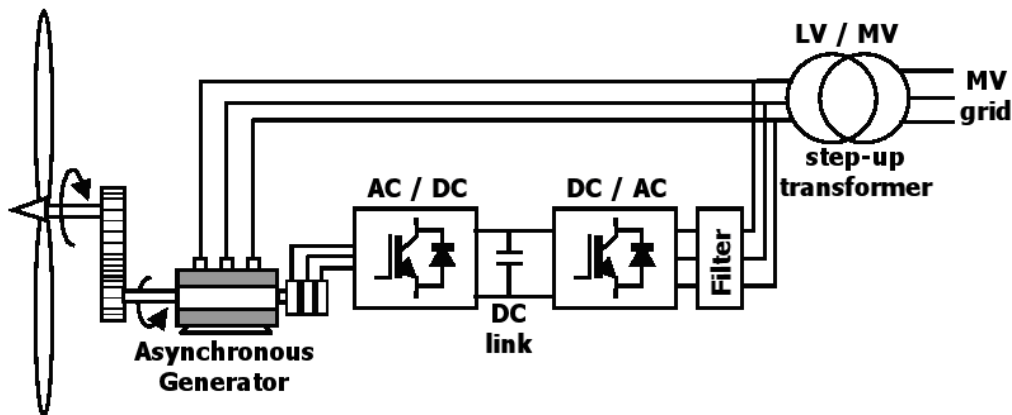 LV / MV
MV
grid
step-up
transformer
AC / DC
DC / AC
Filter
DC
link
Asynchronous
Generator